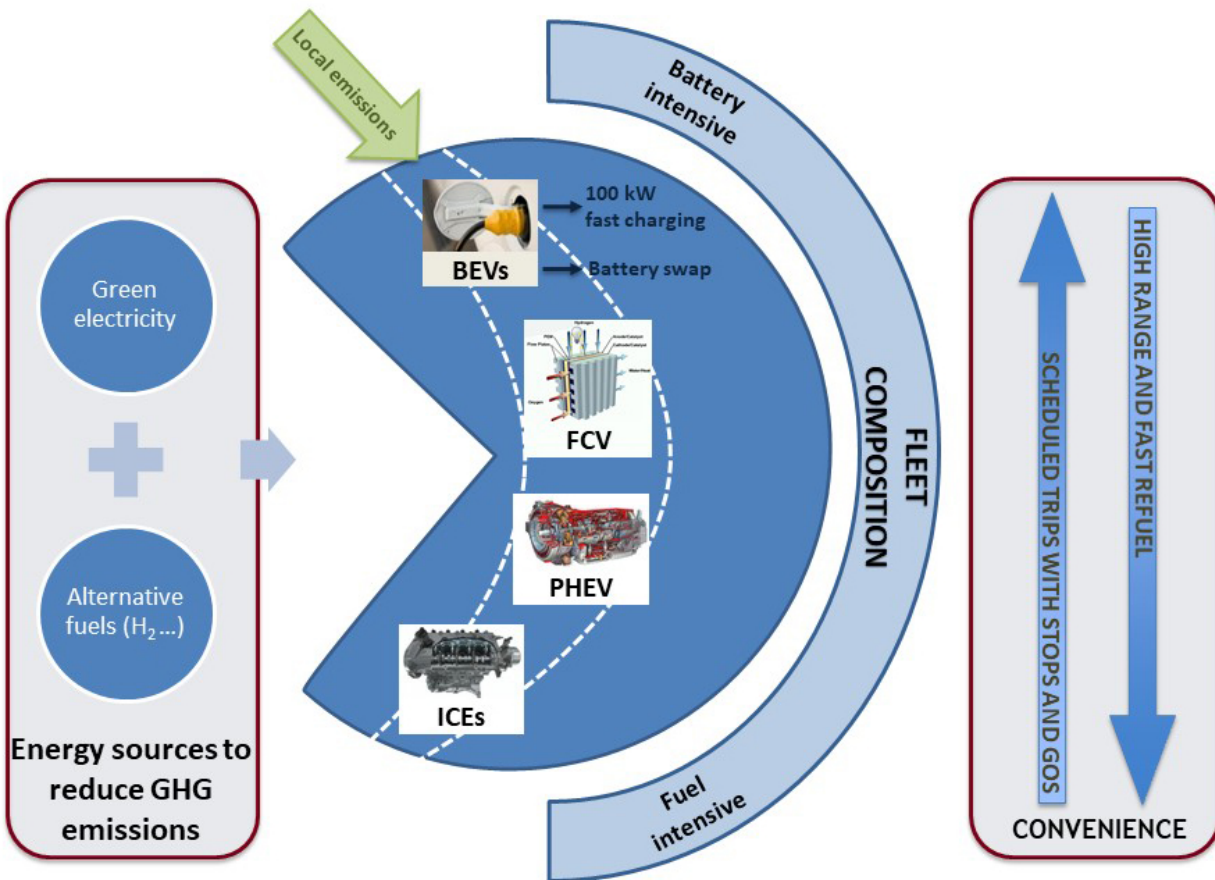 Local emissions
Battery
intensive
Green
electricity
Alternative
fuels (H₂ ...)
Energy sources to
reduce GHG
emissions
BEVs
100 kW
fast charging
Battery swap
Hydrogen
Oxygen
FCV
PHEV
ICEs
FLEET
COMPOSITION
Fuel
intensive
SCHEDULED TRIPS WITH STOPS AND GOS
HIGH RANGE AND FAST REFUEL
CONVENIENCE